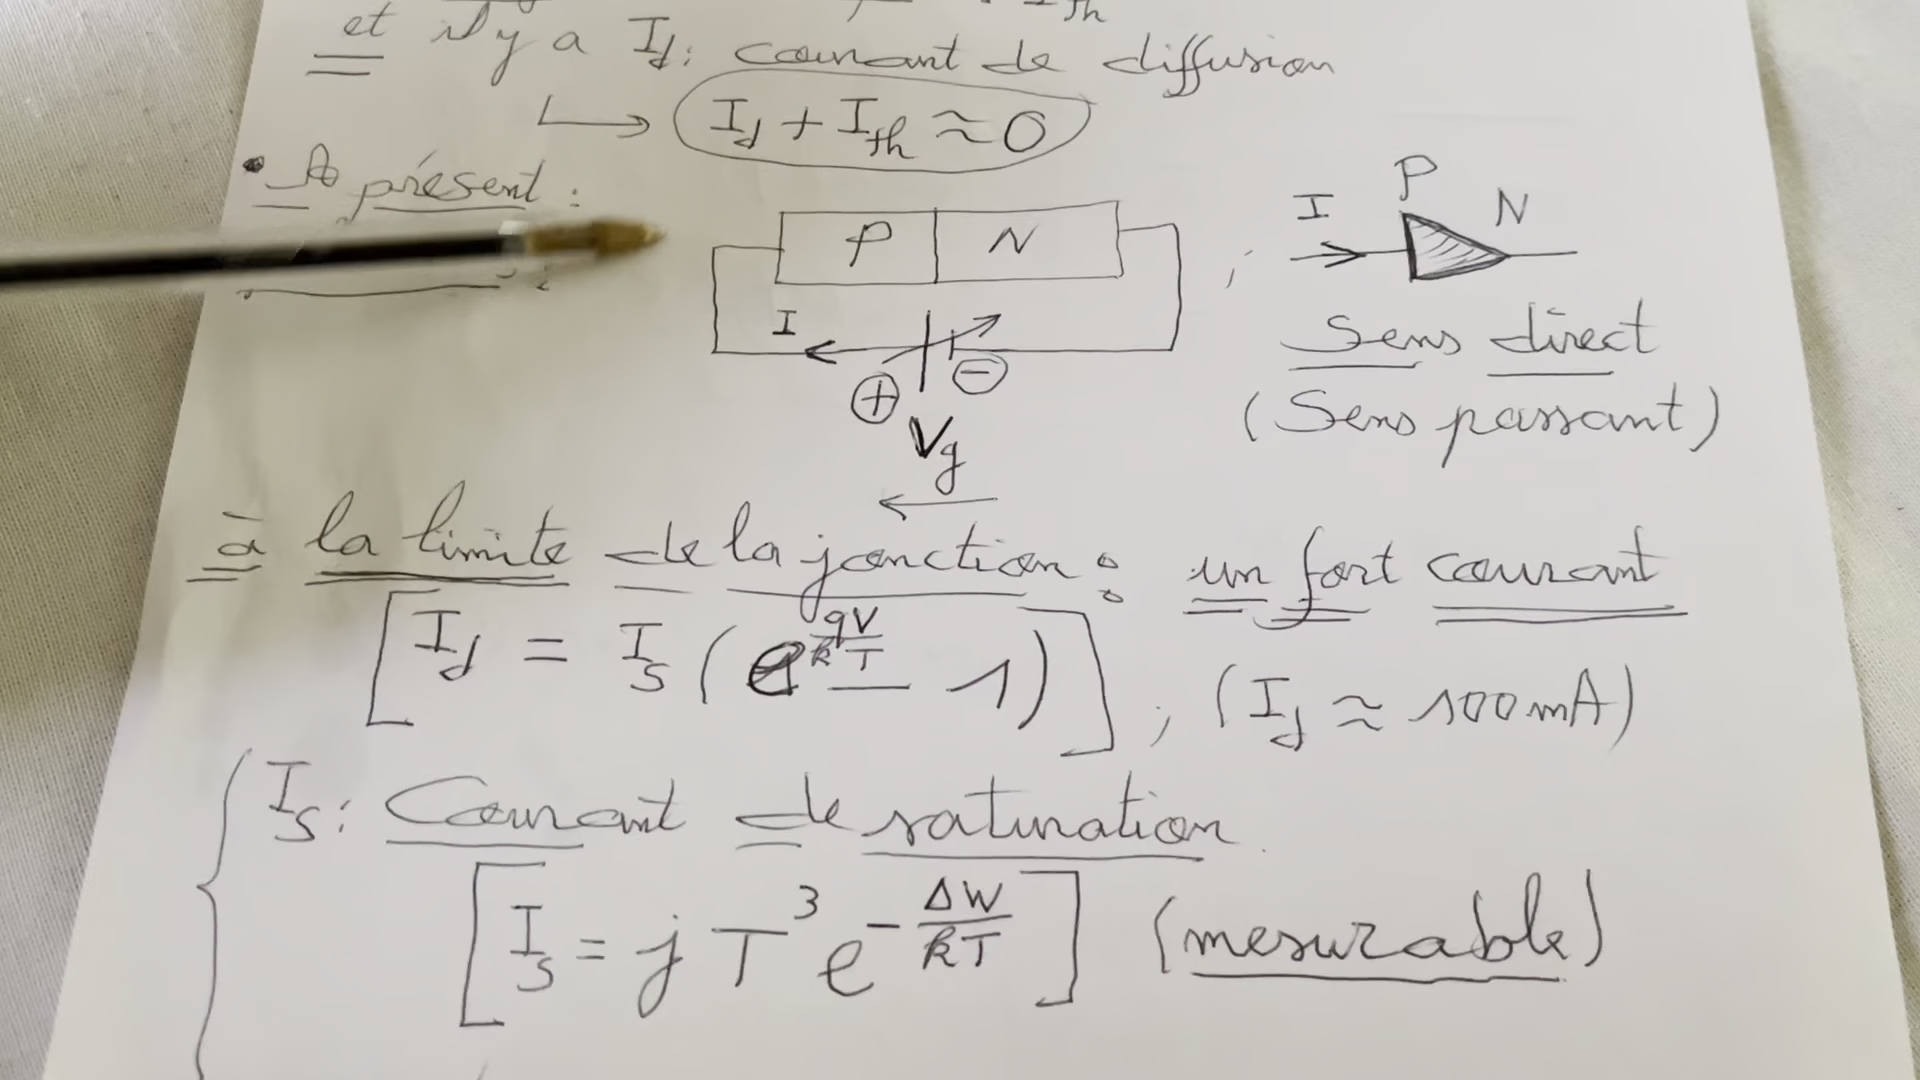 th
et il y a Id: courant de diffusion
↳ Id + Ith ≈ 0
• A présent :
P N
I
⊕ ⊖
Vg
I P N
Sens direct
(Sens passant)
à la limite de la jonction : un fort courant
[Id = Is (e^(qV/kT) - 1)] ; (Id ≈ 100mA)
Is: Courant de saturation
[Is = j T³ e^(-ΔW/kT)] (mesurable)